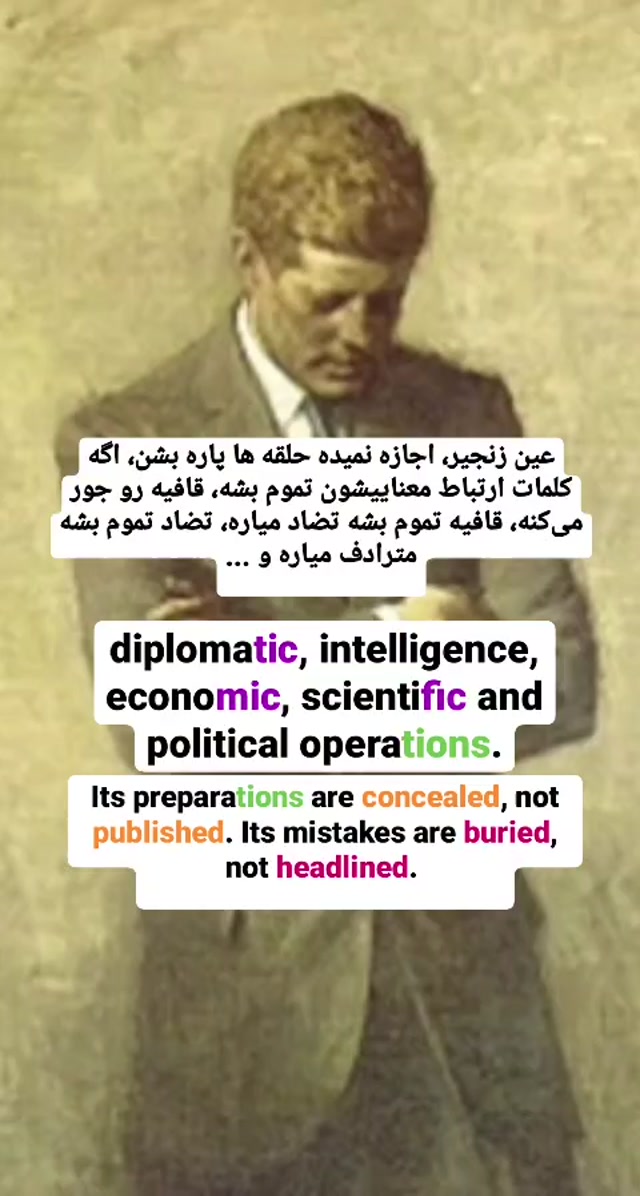 عین زنجیر، اجازه نمیده حلقه ها پاره بشن، اگه
کلمات ارتباط معناییشون تموم بشه، قافیه رو جور
می‌کنه، قافیه تموم بشه تضاد میاره، تضاد تموم بشه
مترادف میاره و ...
diplomatic, intelligence,
economic, scientific and
political operations.
Its preparations are concealed, not
published. Its mistakes are buried,
not headlined.